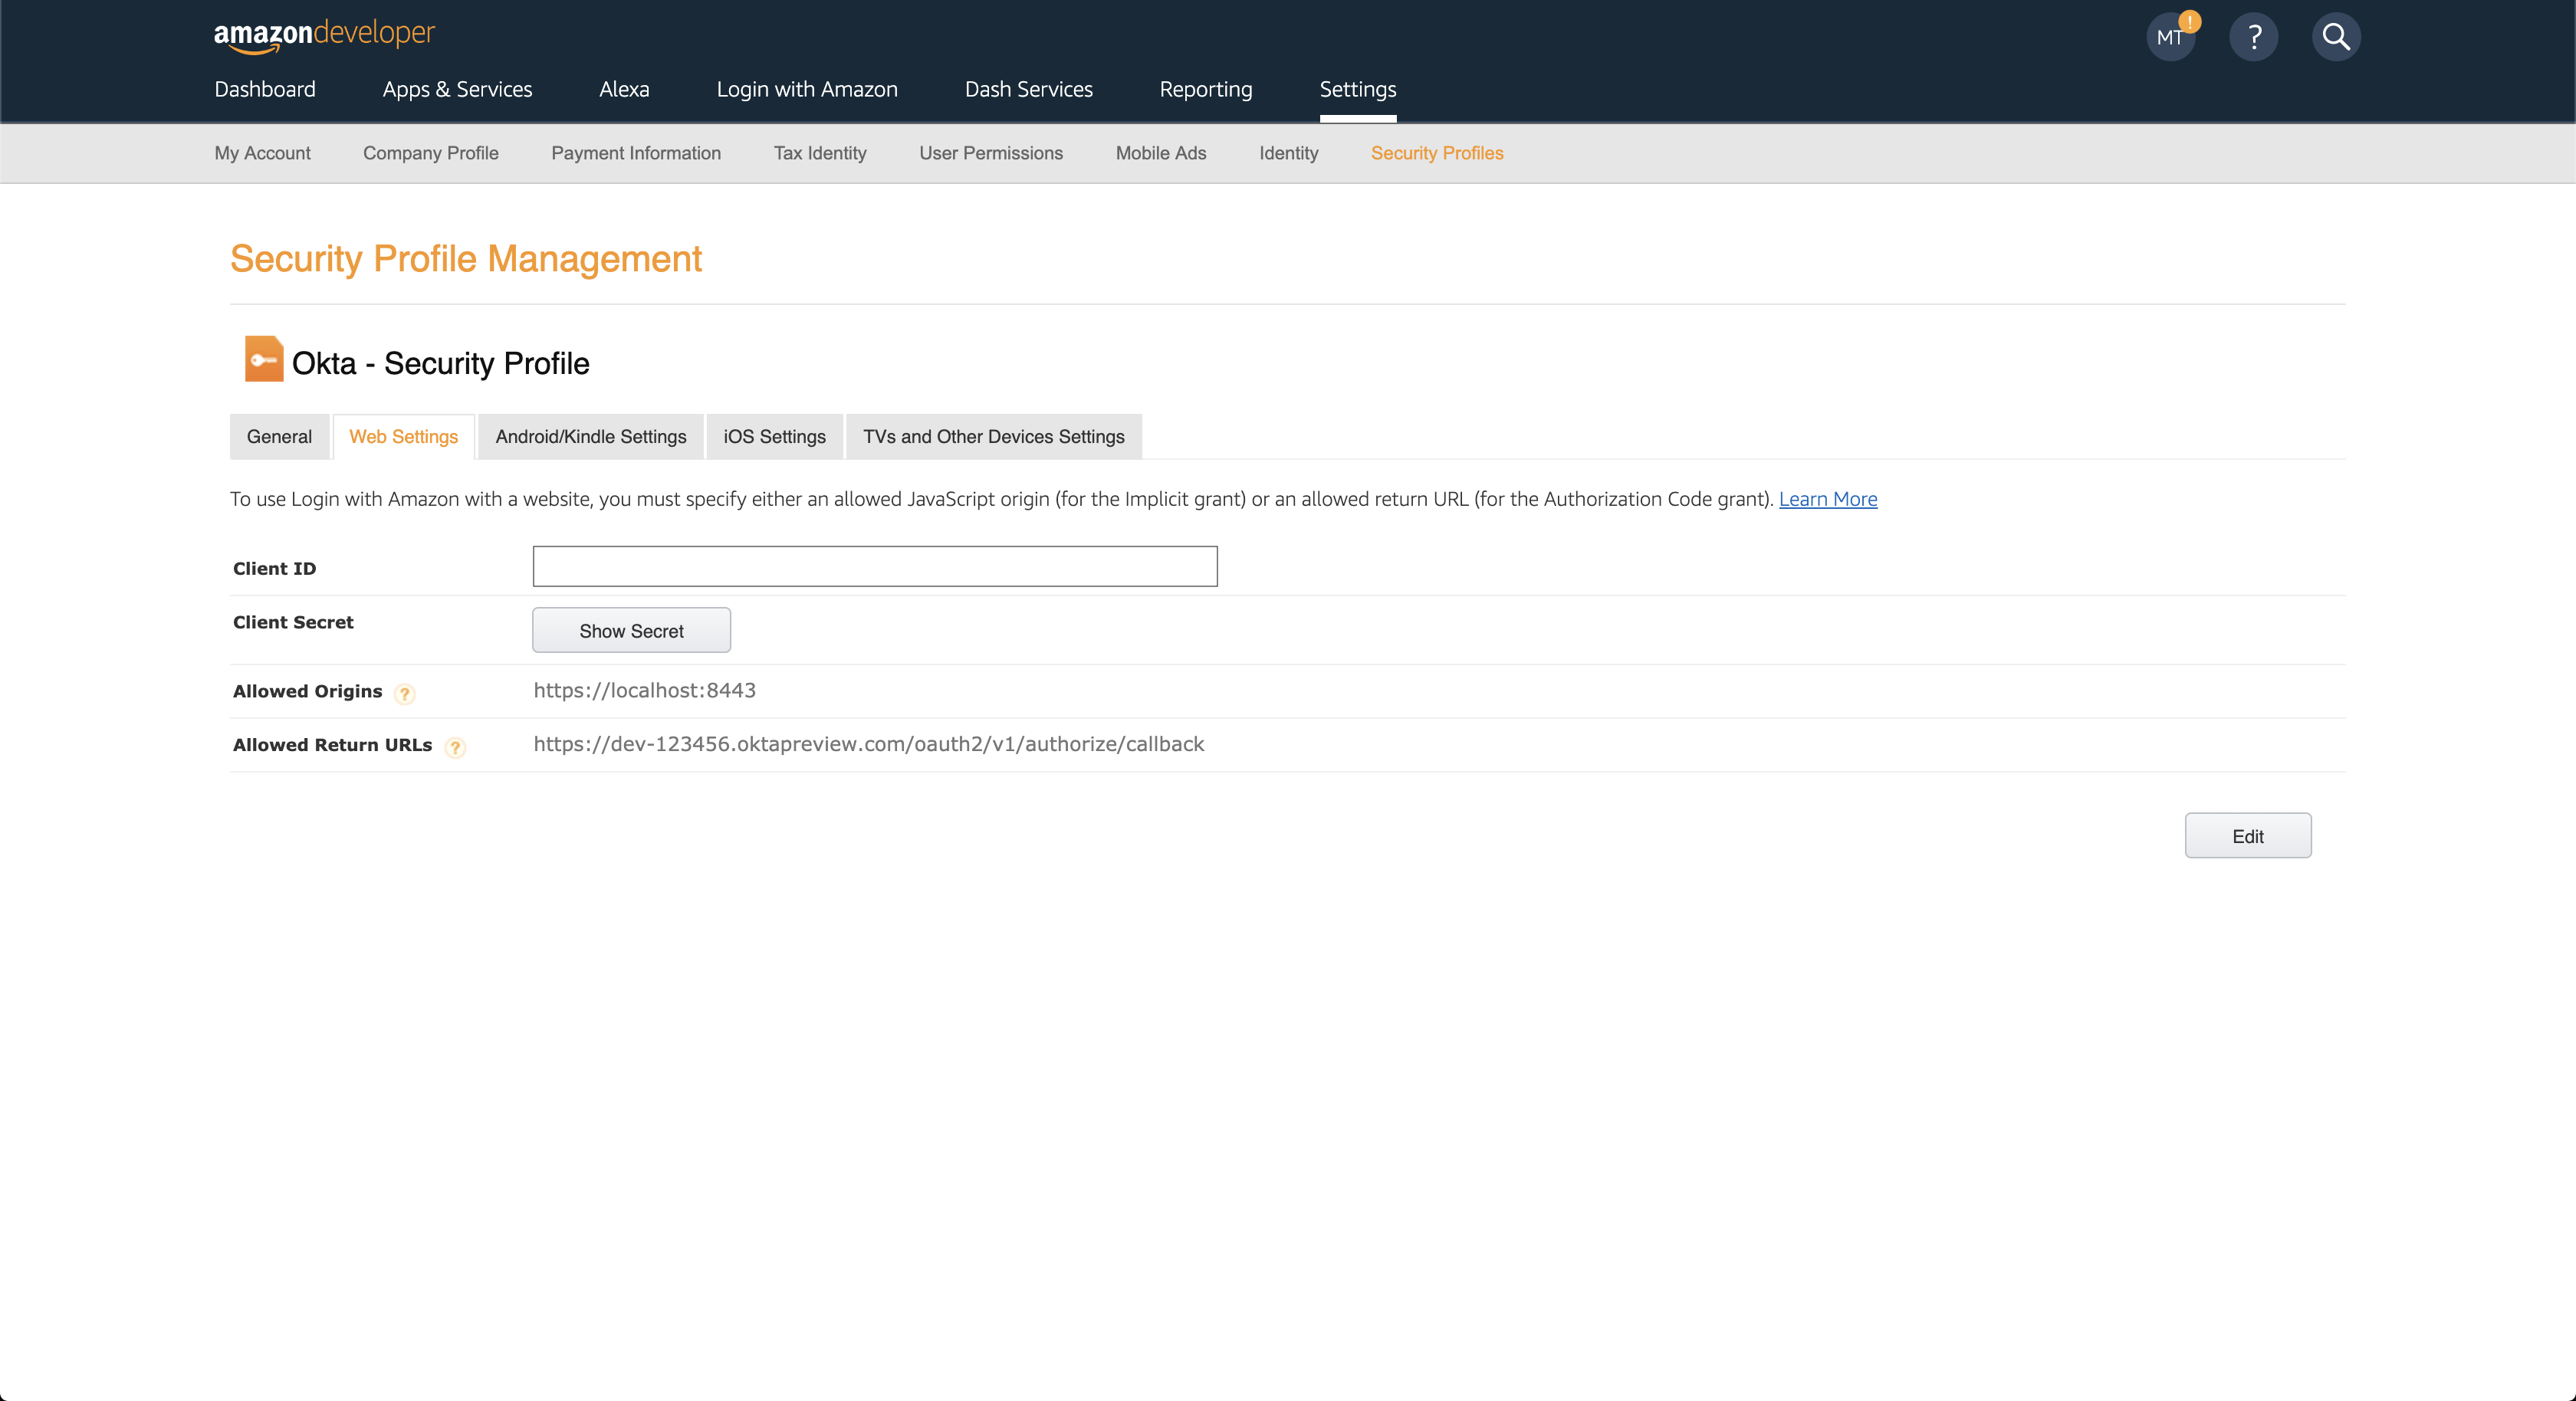 amazondeveloper
MT ! ?
Dashboard Apps & Services Alexa Login with Amazon Dash Services Reporting Settings
My Account Company Profile Payment Information Tax Identity User Permissions Mobile Ads Identity Security Profiles
Security Profile Management
Okta - Security Profile
General Web Settings Android/Kindle Settings iOS Settings TVs and Other Devices Settings
To use Login with Amazon with a website, you must specify either an allowed JavaScript origin (for the Implicit grant) or an allowed return URL (for the Authorization Code grant). Learn More
Client ID
Client Secret Show Secret
Allowed Origins ? https://localhost:8443
Allowed Return URLs ? https://dev-123456.oktapreview.com/oauth2/v1/authorize/callback
Edit